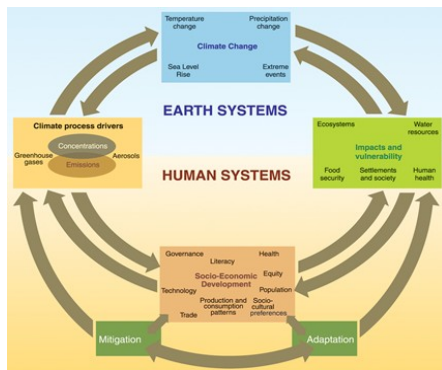 Temperature
change
Precipitation
change
Climate Change
Sea Level
Rise
Extreme
events
EARTH SYSTEMS
Climate process drivers
Concentrations
Greenhouse
gases
Aerosols
Emissions
Ecosystems
Water
resources
Impacts and
vulnerability
Food
security
Settlements
and society
Human
health
HUMAN SYSTEMS
Governance
Health
Literacy
Socio-Economic
Development
Equity
Technology
Population
Production and
consumption
patterns
Socio-
cultural
preferences
Trade
Mitigation
Adaptation